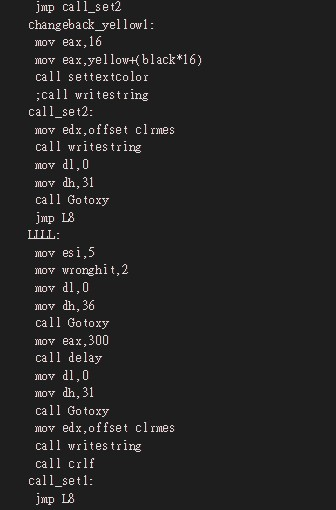 jmp call_set2
changeback_yellow1:
mov eax,16
mov eax,yellow+(black*16)
call settextcolor
;call writestring
call_set2:
mov edx,offset clrmes
call writestring
mov dl,0
mov dh,31
call Gotoxy
jmp L8
LLLL:
mov esi,5
mov wronghit,2
mov dl,0
mov dh,36
call Gotoxy
mov eax,300
call delay
mov dl,0
mov dh,31
call Gotoxy
mov edx,offset clrmes
call writestring
call crlf
call_set1:
jmp L8